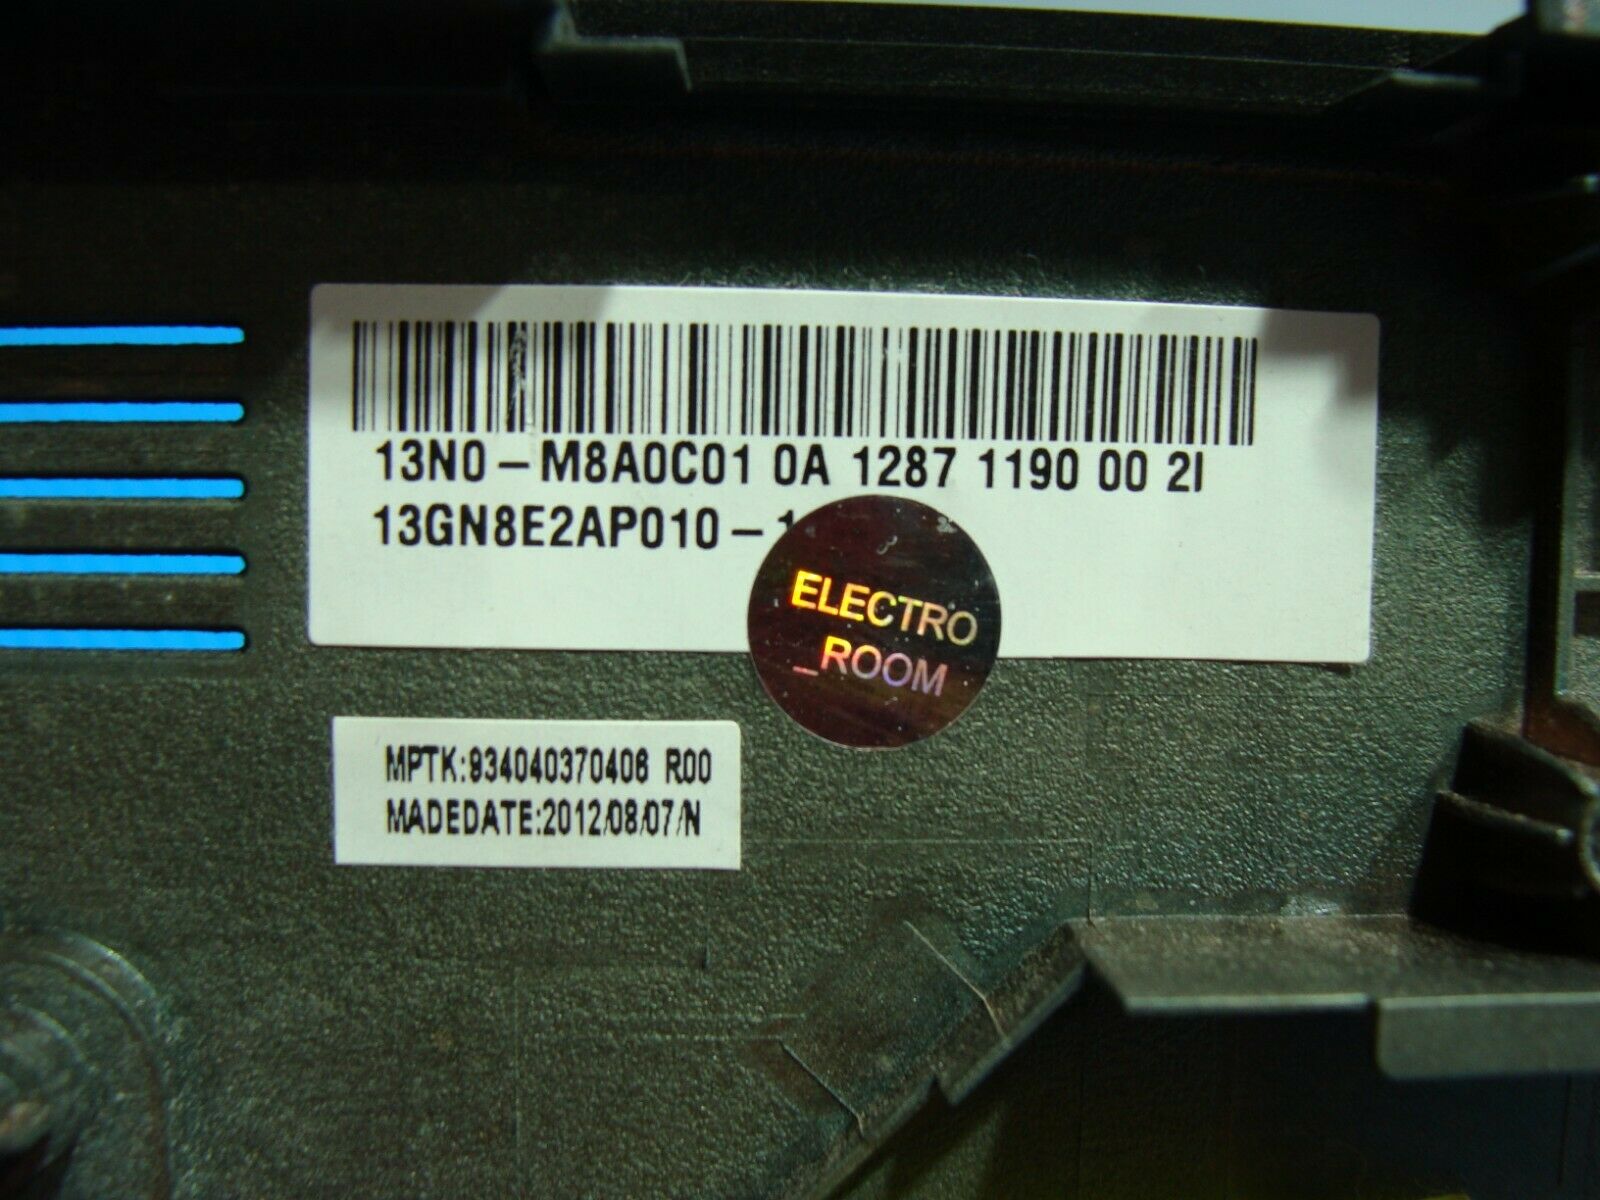 13N0-M8A0C01 0A 1287 1190 00 2I
13GN8E2AP010-1
ELECTRO
_ROOM
MPTK:934040370406 R00
MADEDATE:2012/08/07/N